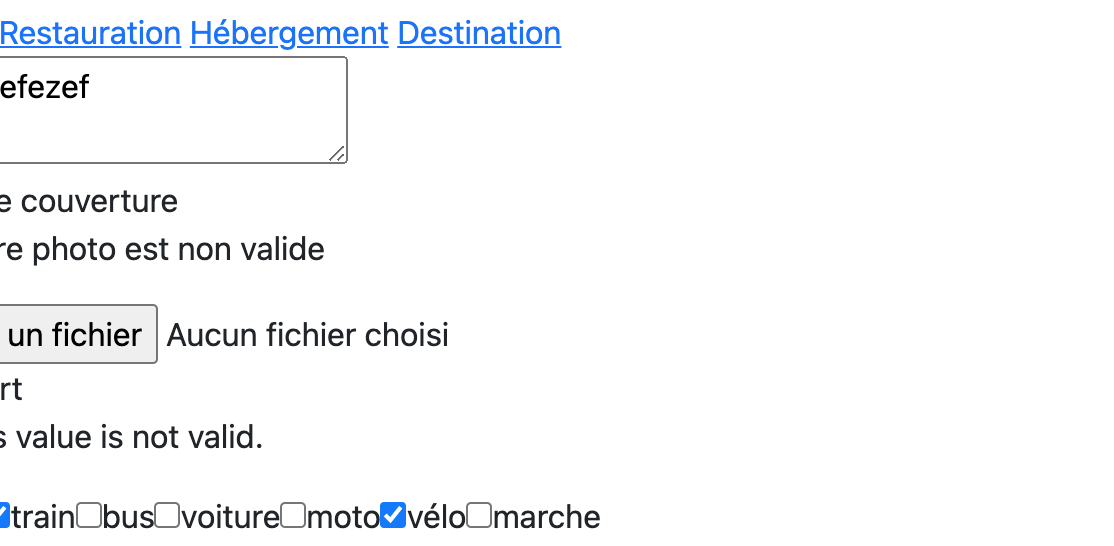 Restauration Hébergement Destination
efezef
e couverture
re photo est non valide
un fichier Aucun fichier choisi
rt
s value is not valid.
train bus voiture moto vélo marche